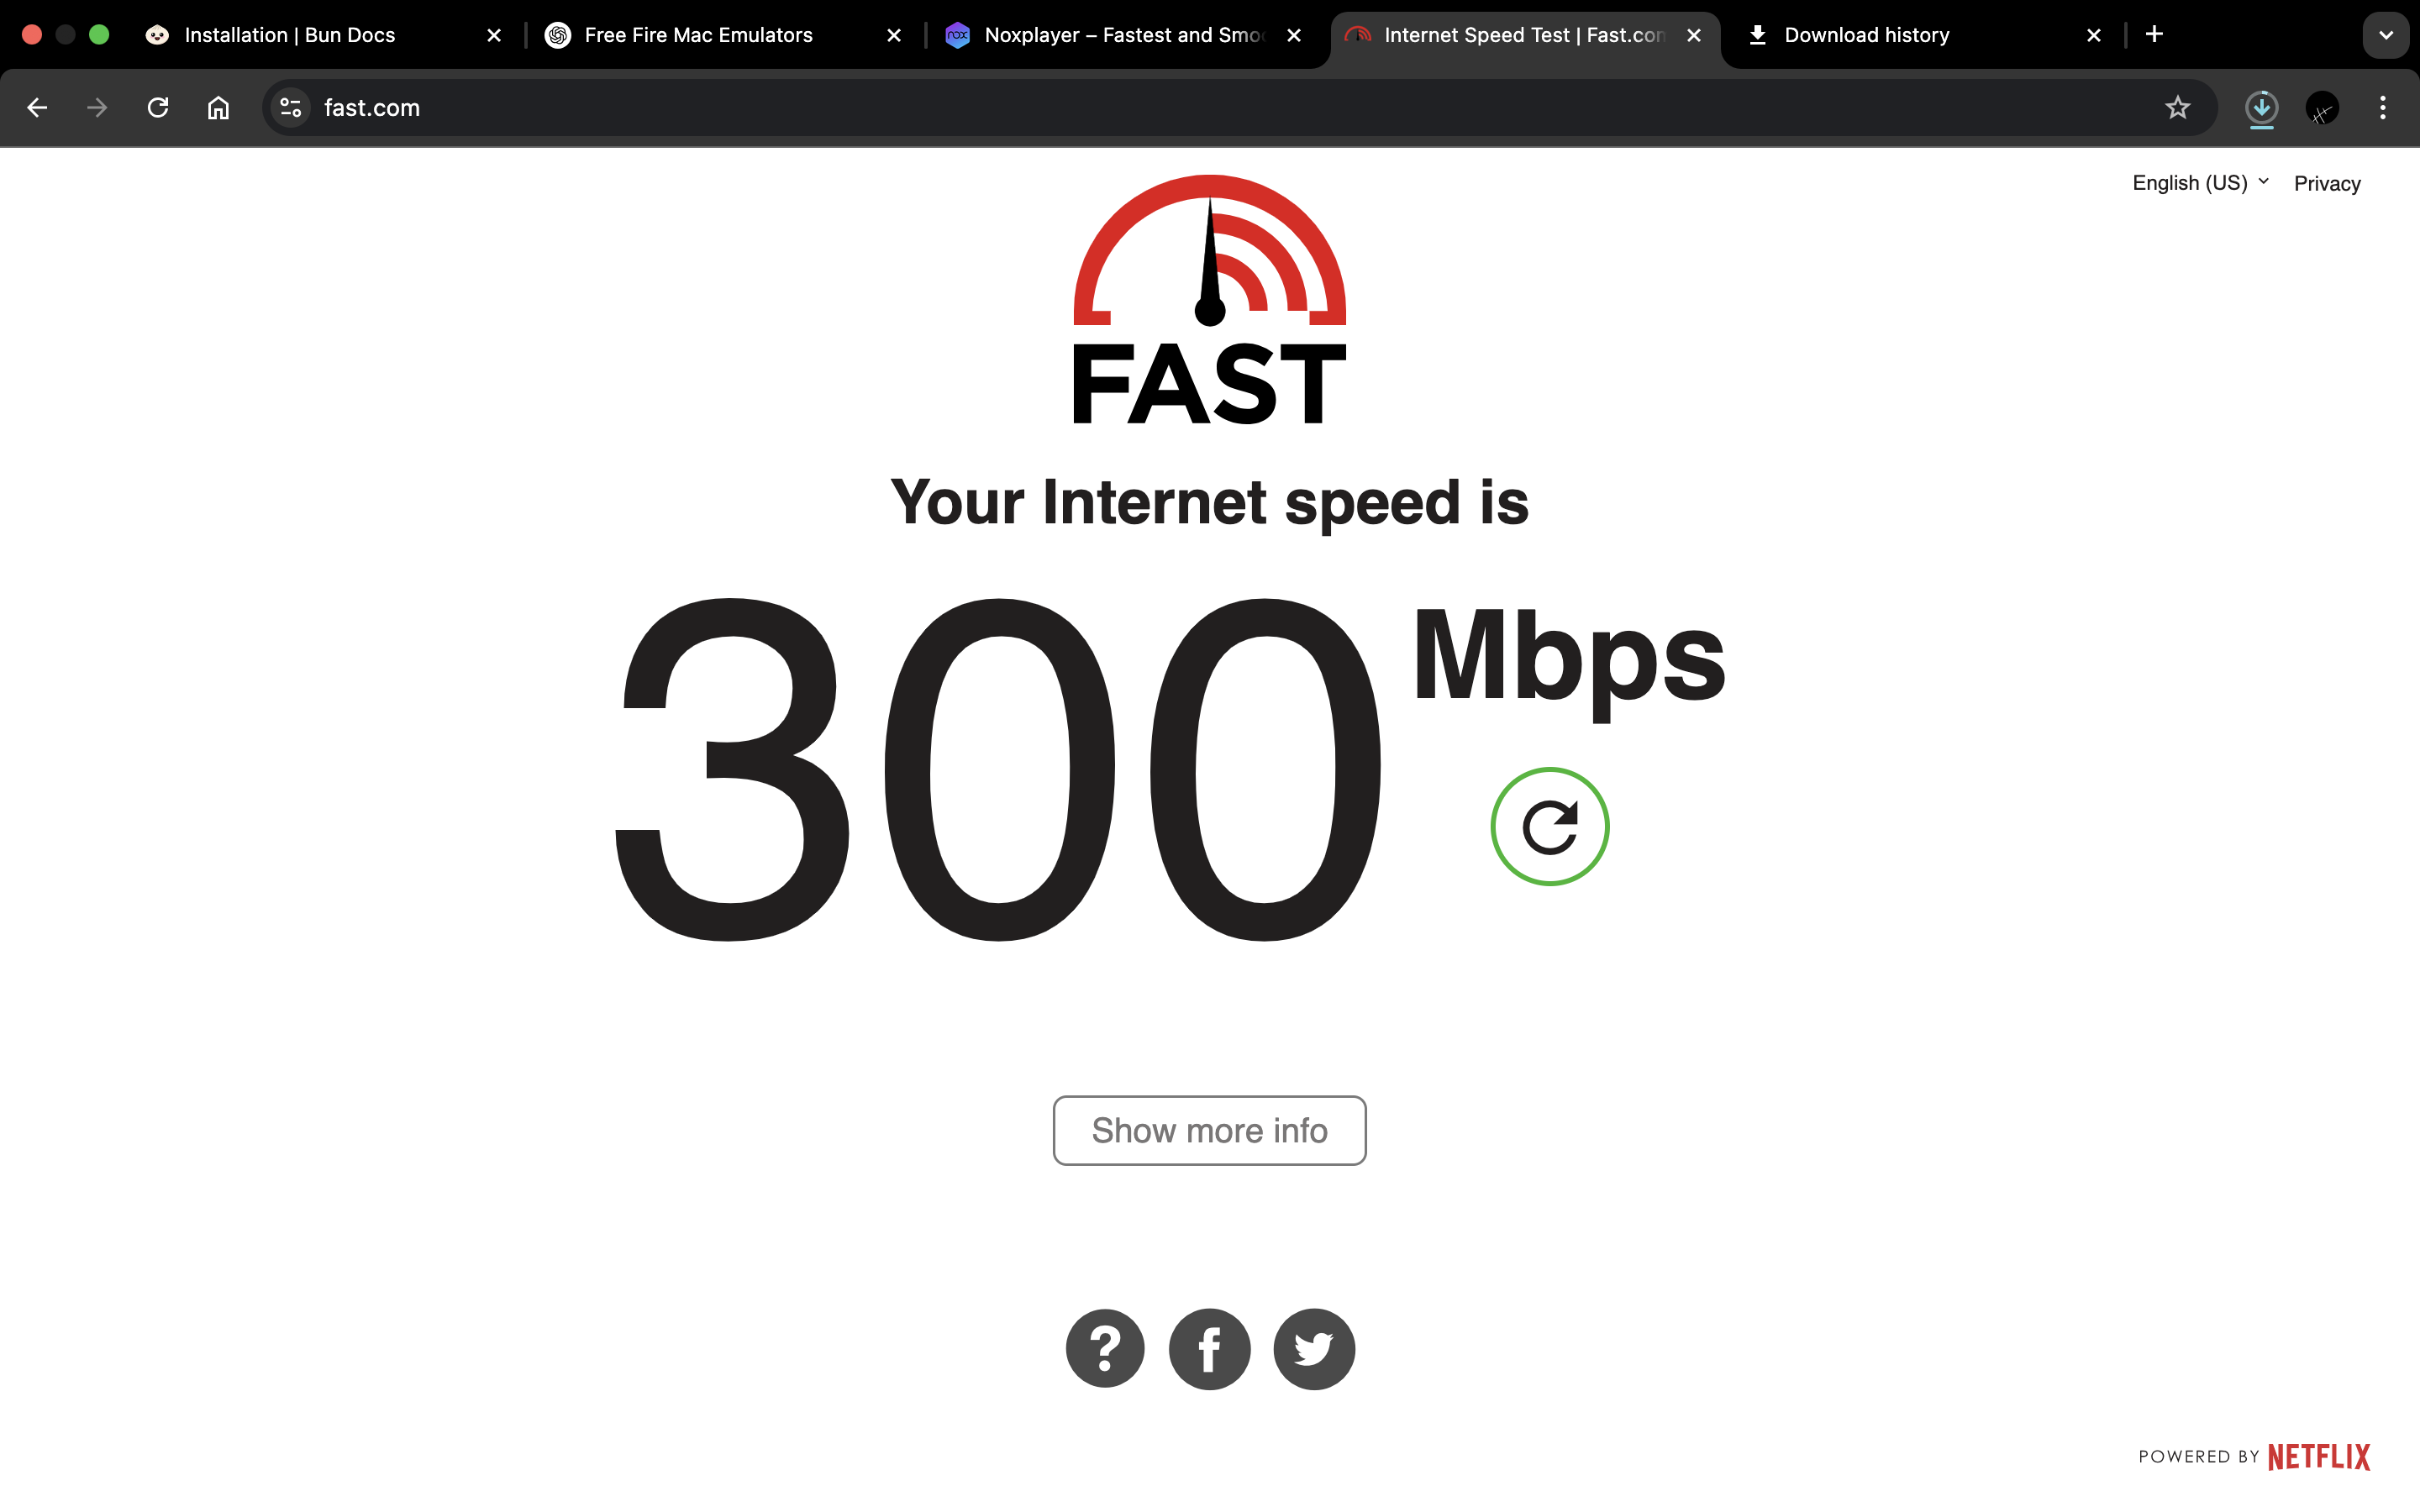 Installation | Bun Docs
Free Fire Mac Emulators
Noxplayer – Fastest and Smo
Internet Speed Test | Fast.com
Download history
fast.com
English (US)
Privacy
FAST
Your Internet speed is
300 Mbps
Show more info
POWERED BY NETFLIX